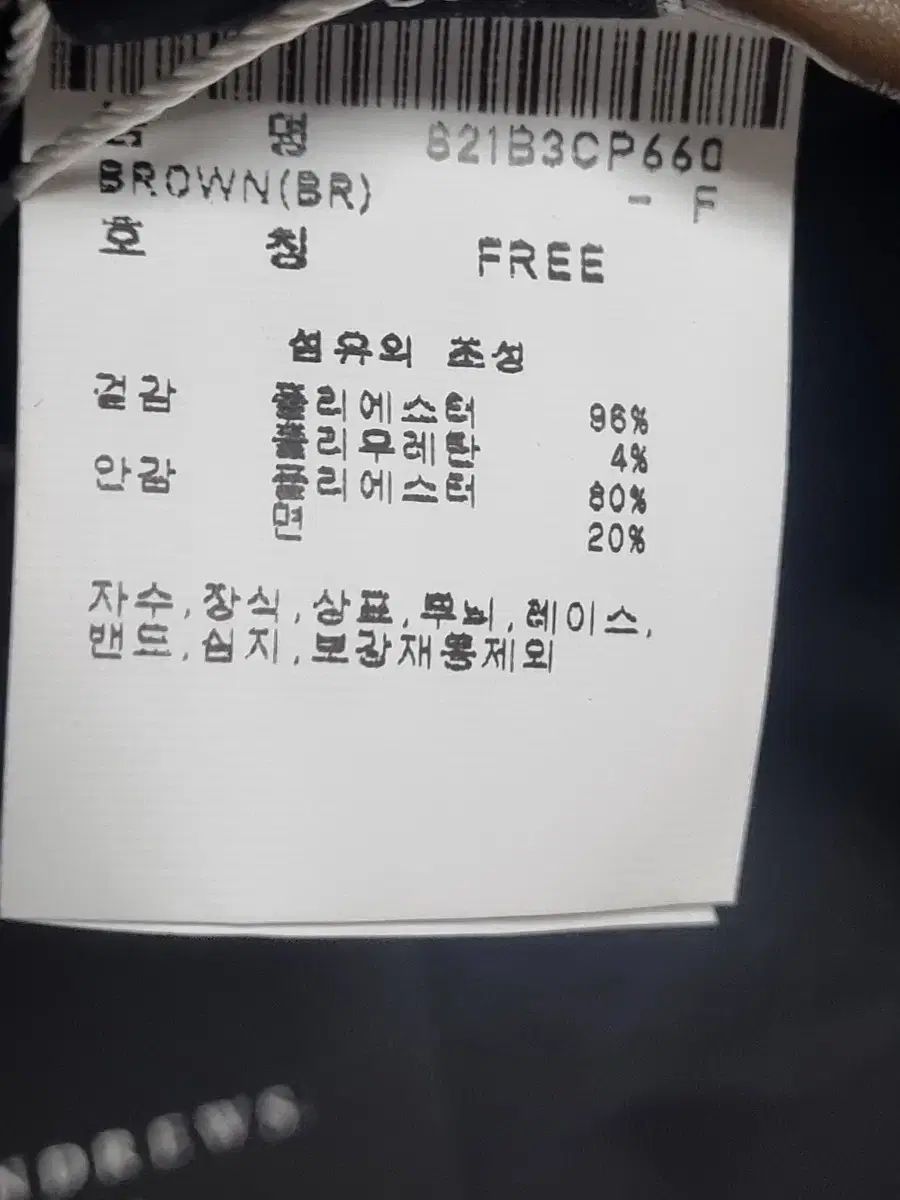 품 명 821B3CP660
BROWN(BR) - F
호 칭 FREE
섬유의 조성
겉감 폴리에스터 96%
폴리우레탄 4%
안감 폴리에스터 80%
면 20%
자수,장식,상표,루빠,레이스,
밴드,심지,보강재등제외